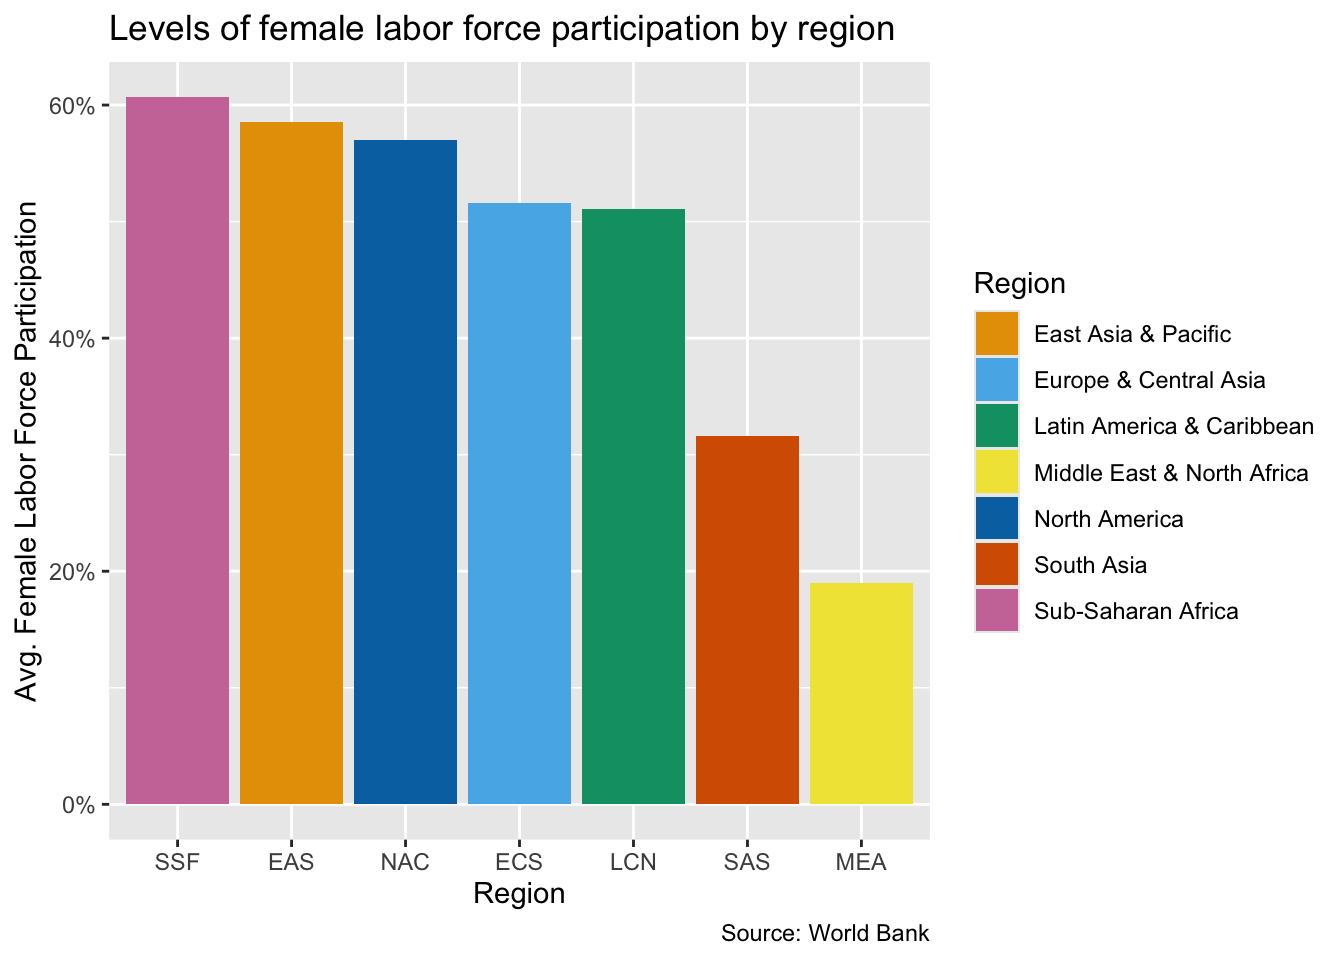 Levels of female labor force participation by region
Avg. Female Labor Force Participation
60%
40%
20%
0%
SSF EAS NAC ECS LCN SAS MEA
Region
Region
East Asia & Pacific
Europe & Central Asia
Latin America & Caribbean
Middle East & North Africa
North America
South Asia
Sub-Saharan Africa
Source: World Bank